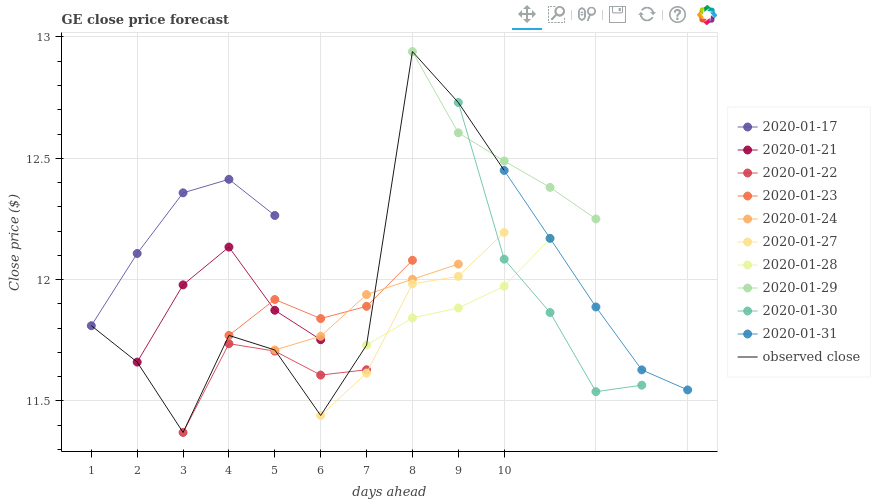 GE close price forecast
13
12.5
12
11.5
Close price ($)
1 2 3 4 5 6 7 8 9 10
days ahead
2020-01-17
2020-01-21
2020-01-22
2020-01-23
2020-01-24
2020-01-27
2020-01-28
2020-01-29
2020-01-30
2020-01-31
observed close